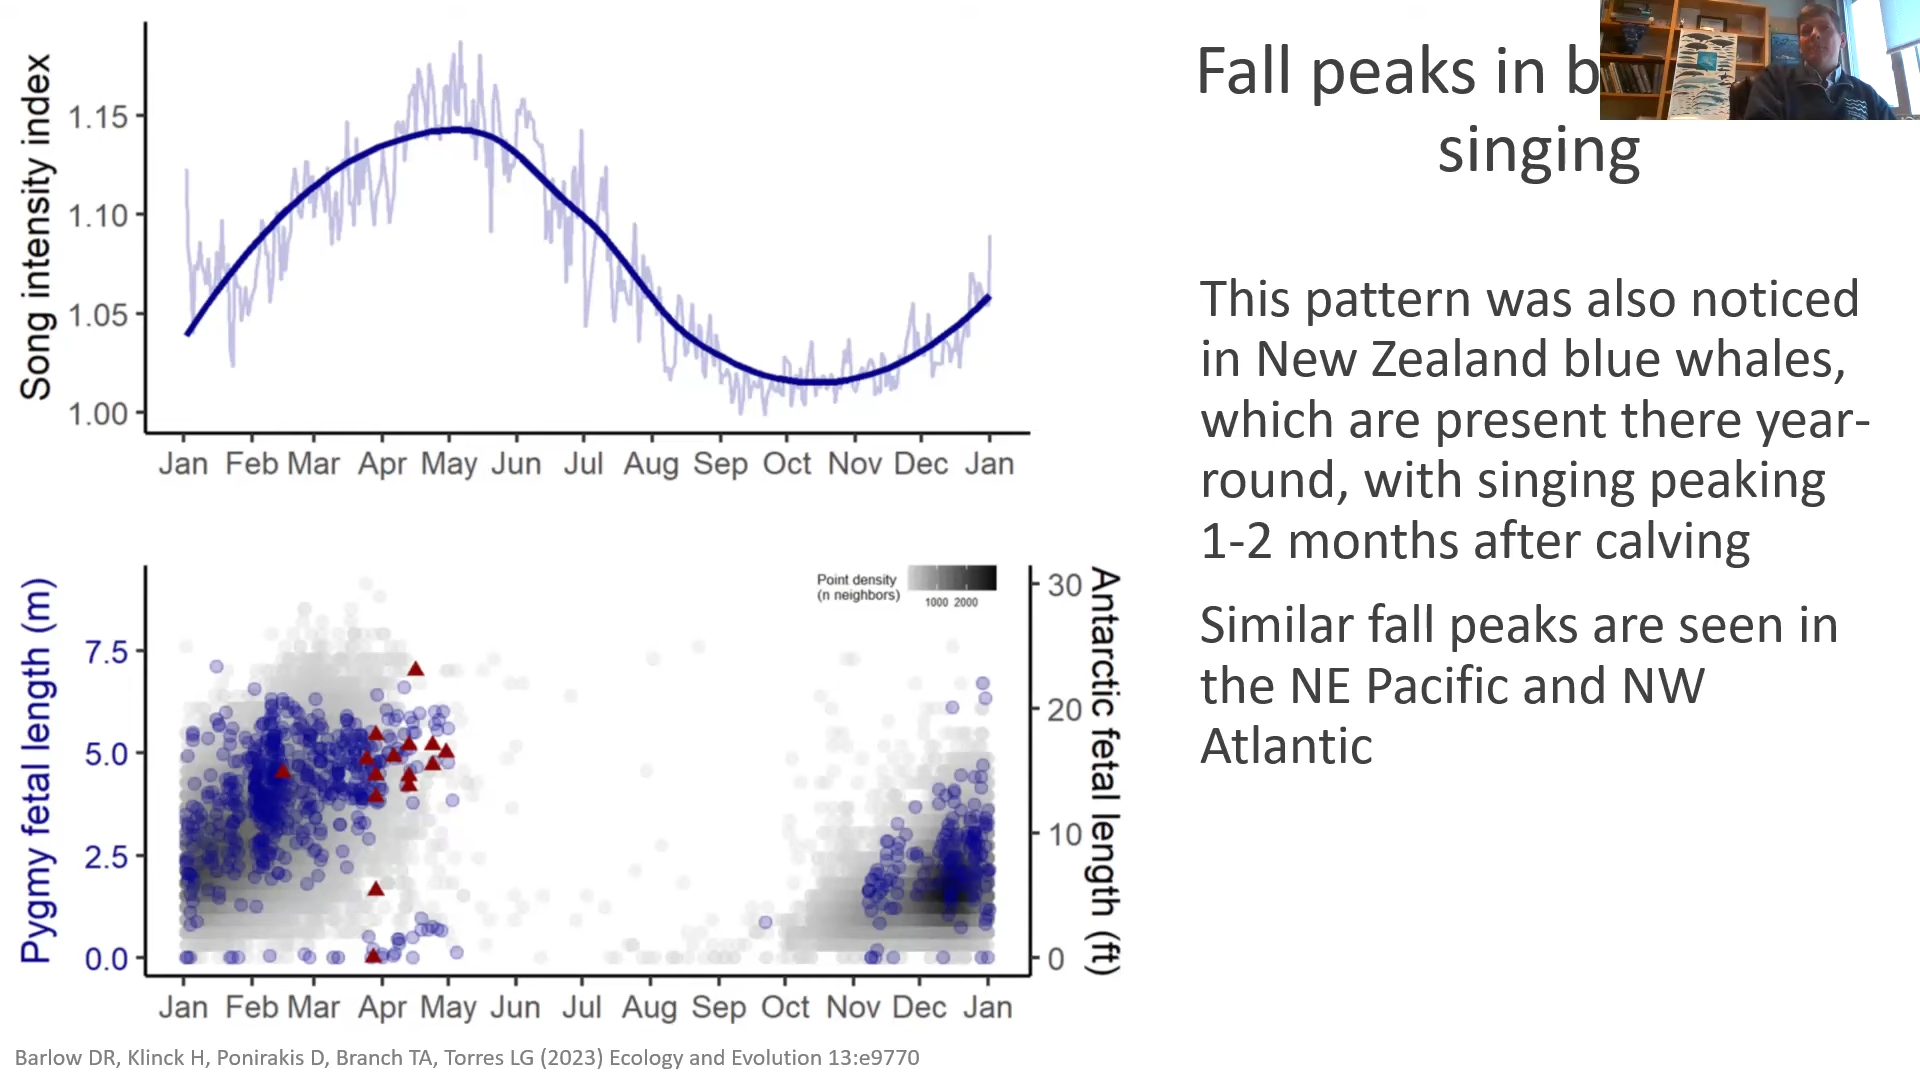 Fall peaks in b
singing
Song intensity index
1.15
1.10
1.05
1.00
Jan Feb Mar Apr May Jun Jul Aug Sep Oct Nov Dec Jan
This pattern was also noticed
in New Zealand blue whales,
which are present there year-
round, with singing peaking
1-2 months after calving
Similar fall peaks are seen in
the NE Pacific and NW
Atlantic
Pygmy fetal length (m)
7.5
5.0
2.5
0.0
Point density
(n neighbors)
1000 2000
30
20
10
0
Antarctic fetal length (ft)
Jan Feb Mar Apr May Jun Jul Aug Sep Oct Nov Dec Jan
Barlow DR, Klinck H, Ponirakis D, Branch TA, Torres LG (2023) Ecology and Evolution 13:e9770